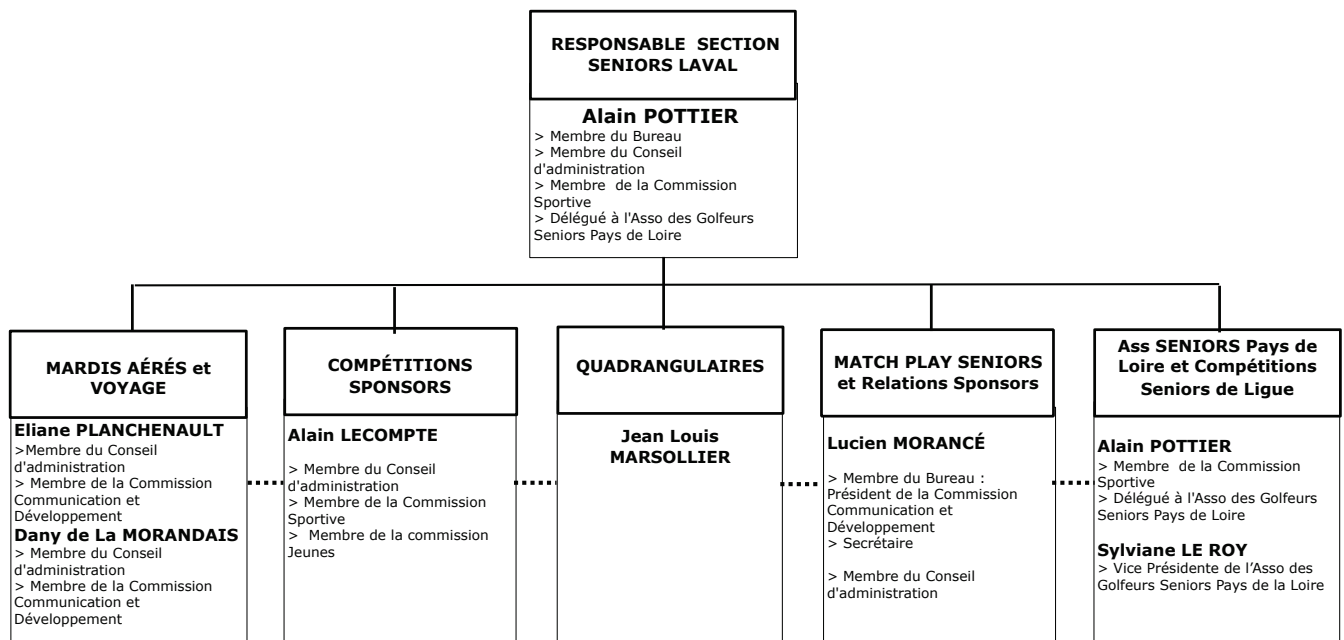 RESPONSABLE SECTION
SENIORS LAVAL
Alain POTTIER
> Membre du Bureau
> Membre du Conseil
d'administration
> Membre de la Commission
Sportive
> Délégué à l'Asso des Golfeurs
Seniors Pays de Loire
MARDIS AÉRÉS et
VOYAGE
Eliane PLANCHENAULT
>Membre du Conseil
d'administration
> Membre de la Commission
Communication et
Développement
Dany de La MORANDAIS
> Membre du Conseil
d'administration
> Membre de la Commission
Communication et
Développement
COMPÉTITIONS
SPONSORS
Alain LECOMPTE
> Membre du Conseil
d'administration
> Membre de la Commission
Sportive
> Membre de la commission
Jeunes
QUADRANGULAIRES
Jean Louis
MARSOLLIER
MATCH PLAY SENIORS
et Relations Sponsors
Lucien MORANCÉ
> Membre du Bureau :
Président de la Commission
Communication et
Développement
> Secrétaire
> Membre du Conseil
d'administration
Ass SENIORS Pays de
Loire et Compétitions
Seniors de Ligue
Alain POTTIER
> Membre de la Commission
Sportive
> Délégué à l'Asso des Golfeurs
Seniors Pays de Loire
Sylviane LE ROY
> Vice Présidente de l’Asso des
Golfeurs Seniors Pays de la Loire